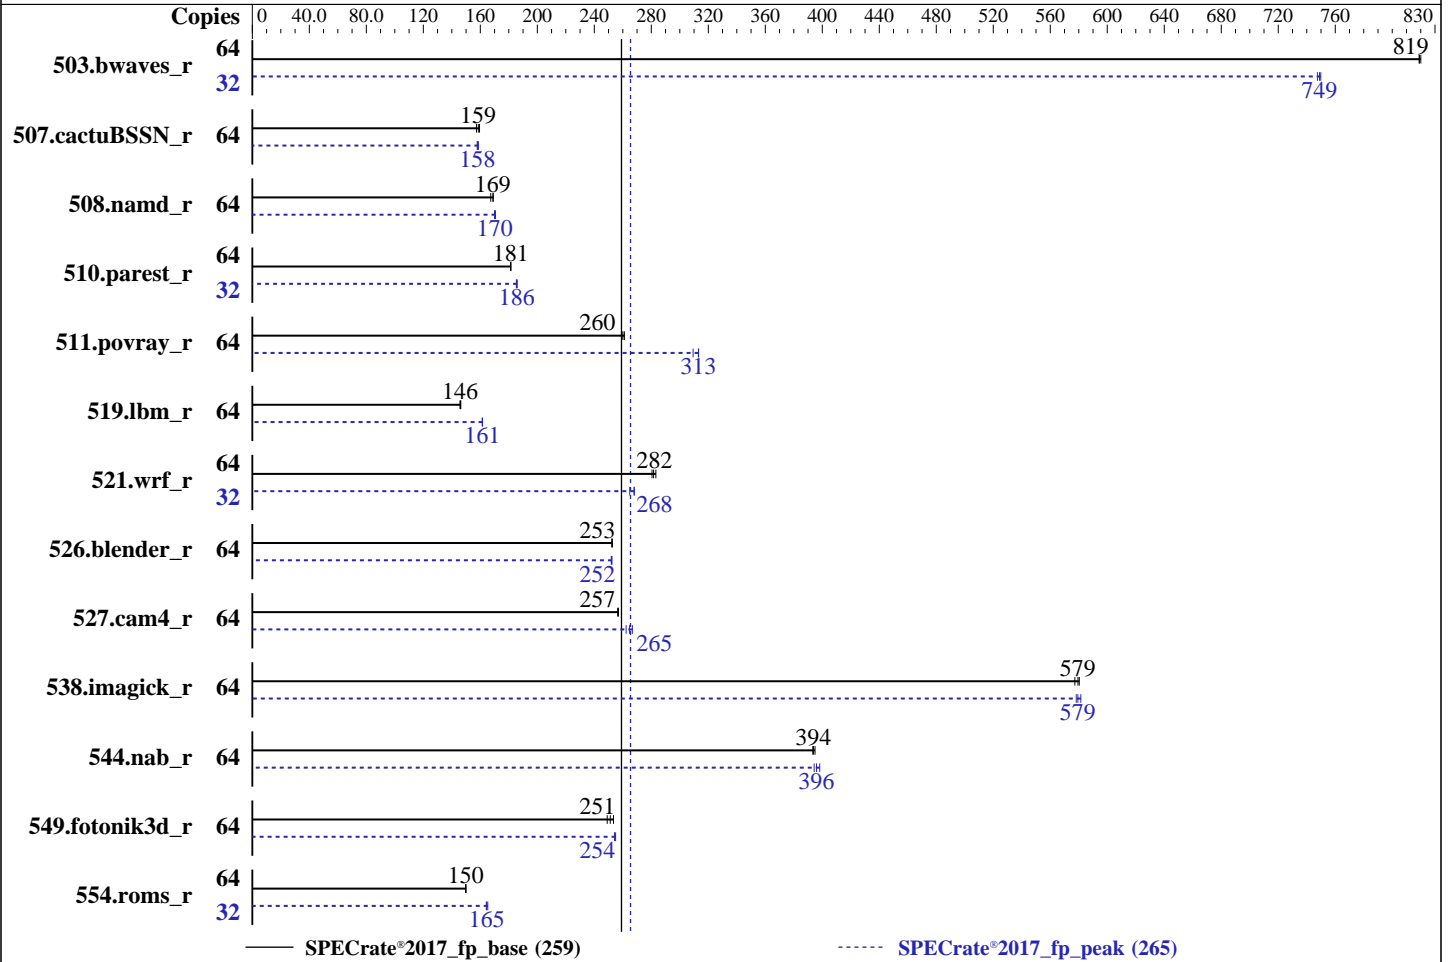 Copies 0 40.0 80.0 120 160 200 240 280 320 360 400 440 480 520 560 600 640 680 720 760 830
503.bwaves_r 64 819
32 749
507.cactuBSSN_r 64 159
158
508.namd_r 64 169
170
510.parest_r 64 181
32 186
511.povray_r 64 260
313
519.lbm_r 64 146
161
521.wrf_r 64 282
32 268
526.blender_r 64 253
252
527.cam4_r 64 257
265
538.imagick_r 64 579
579
544.nab_r 64 394
396
549.fotonik3d_r 64 251
254
554.roms_r 64 150
32 165
SPECrate®2017_fp_base (259) SPECrate®2017_fp_peak (265)